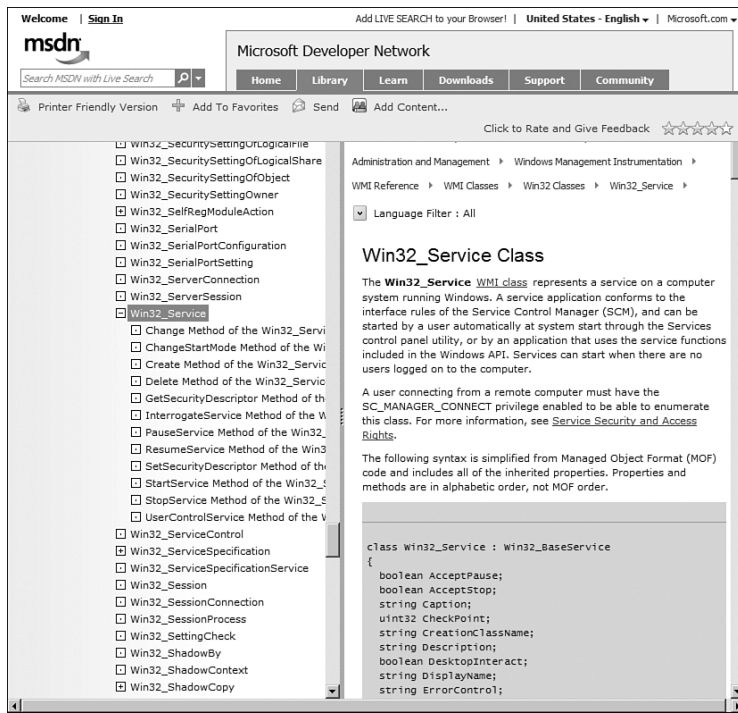 Welcome | Sign In
Add LIVE SEARCH to your Browser! | United States - English | Microsoft.com
msdn
Microsoft Developer Network
Search MSDN with Live Search
Home Library Learn Downloads Support Community
Printer Friendly Version Add To Favorites Send Add Content...
Click to Rate and Give Feedback
Win32_SecuritySettingOfLogicalFile
Win32_SecuritySettingOfLogicalShare
Win32_SecuritySettingOfObject
Win32_SecuritySettingOwner
Win32_SelfRegModuleAction
Win32_SerialPort
Win32_SerialPortConfiguration
Win32_SerialPortSetting
Win32_ServerConnection
Win32_ServerSession
Win32_Service
Change Method of the Win32_Servi
ChangeStartMode Method of the Wi
Create Method of the Win32_Servic
Delete Method of the Win32_Servic
GetSecurityDescriptor Method of th
InterrogateService Method of the W
PauseService Method of the Win32_
ResumeService Method of the Win3
SetSecurityDescriptor Method of the
StartService Method of the Win32_S
StopService Method of the Win32_S
UserControlService Method of the W
Win32_ServiceControl
Win32_ServiceSpecification
Win32_ServiceSpecificationService
Win32_Session
Win32_SessionConnection
Win32_SessionProcess
Win32_SettingCheck
Win32_ShadowBy
Win32_ShadowContext
Win32_ShadowCopy
Administration and Management Windows Management Instrumentation
WMI Reference WMI Classes Win32 Classes Win32_Service
Language Filter : All
Win32_Service Class
The Win32_Service WMI class represents a service on a computer
system running Windows. A service application conforms to the
interface rules of the Service Control Manager (SCM), and can be
started by a user automatically at system start through the Services
control panel utility, or by an application that uses the service functions
included in the Windows API. Services can start when there are no
users logged on to the computer.
A user connecting from a remote computer must have the
SC_MANAGER_CONNECT privilege enabled to be able to enumerate
this class. For more information, see Service Security and Access
Rights.
The following syntax is simplified from Managed Object Format (MOF)
code and includes all of the inherited properties. Properties and
methods are in alphabetic order, not MOF order.
class Win32_Service : Win32_BaseService
{
boolean AcceptPause;
boolean AcceptStop;
string Caption;
uint32 CheckPoint;
string CreationClassName;
string Description;
boolean DesktopInteract;
string DisplayName;
string ErrorControl;